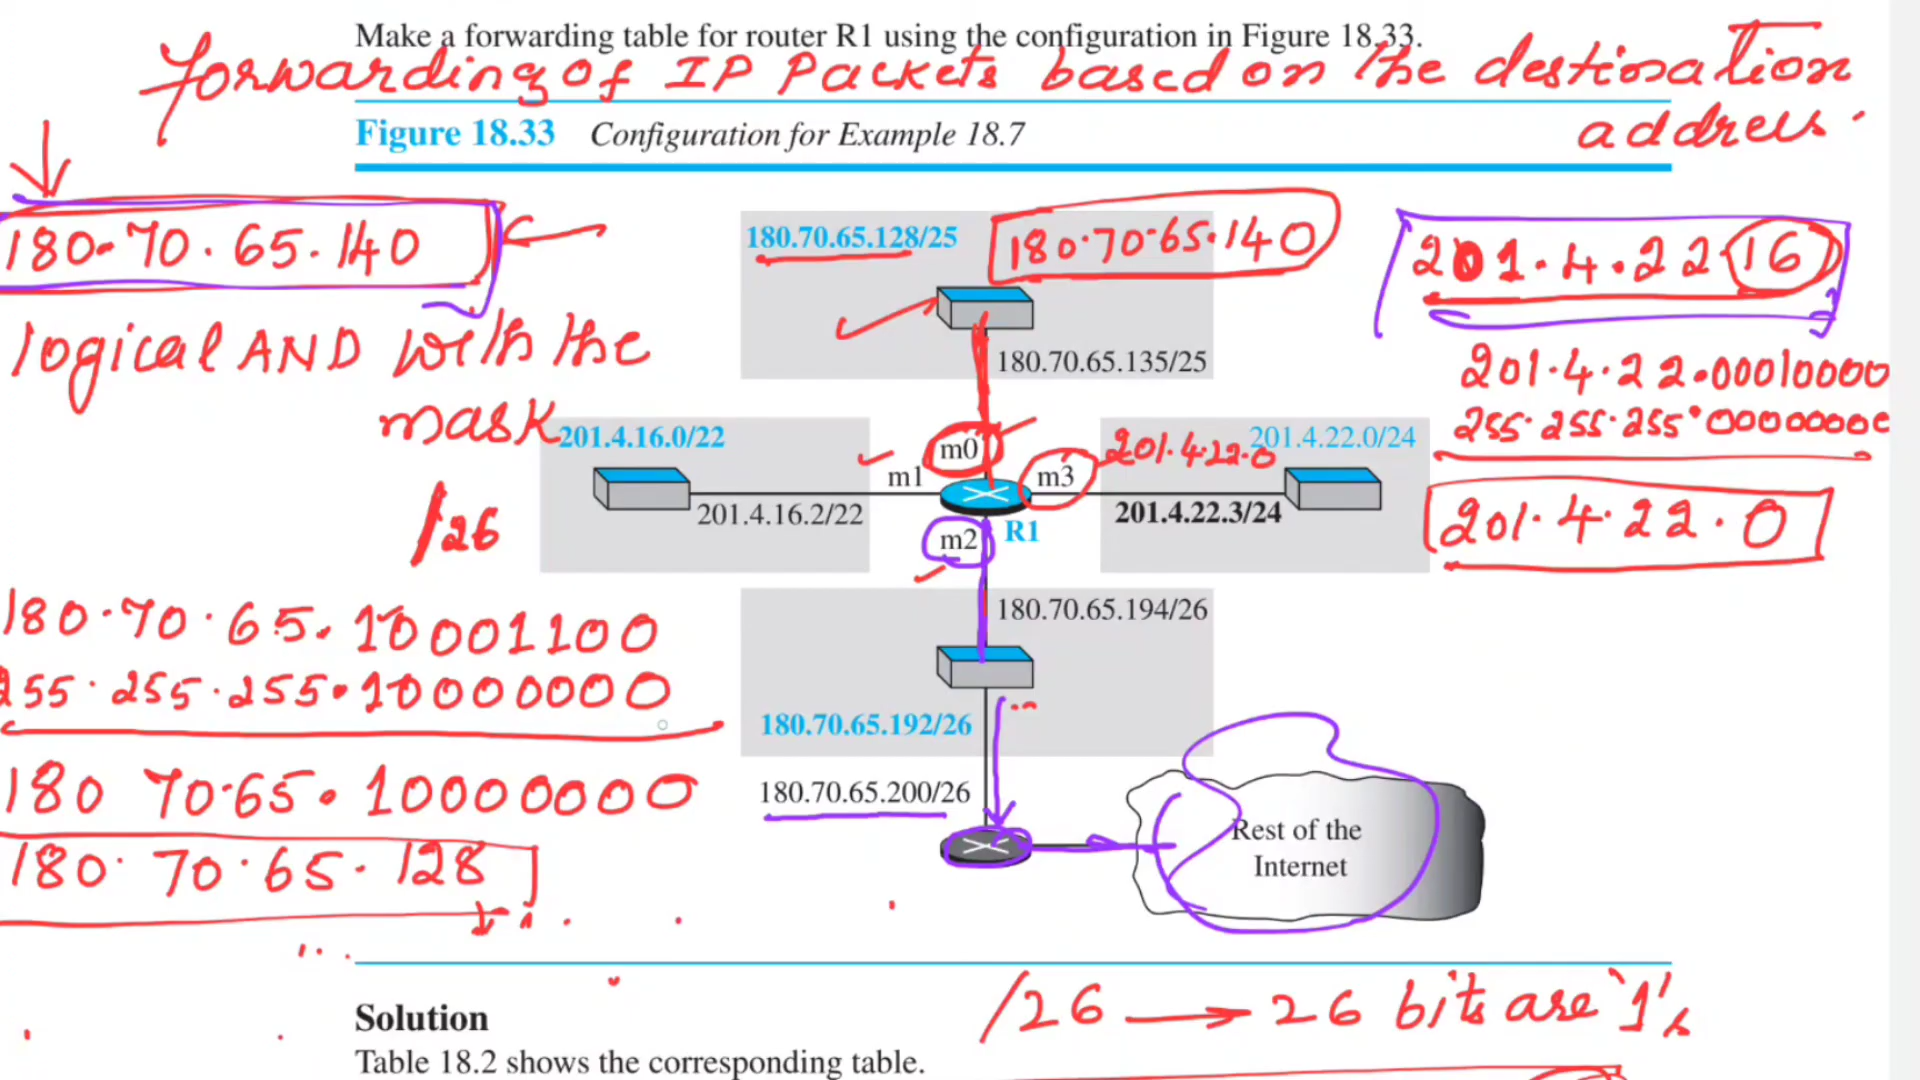 Make a forwarding table for router R1 using the configuration in Figure 18.33.
forwarding of IP Packets based on the destination
address.
Figure 18.33 Configuration for Example 18.7
180.70.65.140
180.70.65.128/25
180.70.65.140
201.4.22.16
logical AND with the
mask
180.70.65.135/25
201.4.22.00010000
255.255.255.00000000
201.4.22.0
201.4.16.0/22
m0
m1
m3
201.4.22.0
201.4.22.0/24
201.4.16.2/22
201.4.22.3/24
/26
m2
R1
180.70.65.10001100
255.255.255.10000000
180.70.65.194/26
180.70.65.192/26
180 70.65.10000000
180.70.65.200/26
180.70.65.128
Rest of the
Internet
/26 → 26 bits are '1's
Solution
Table 18.2 shows the corresponding table.